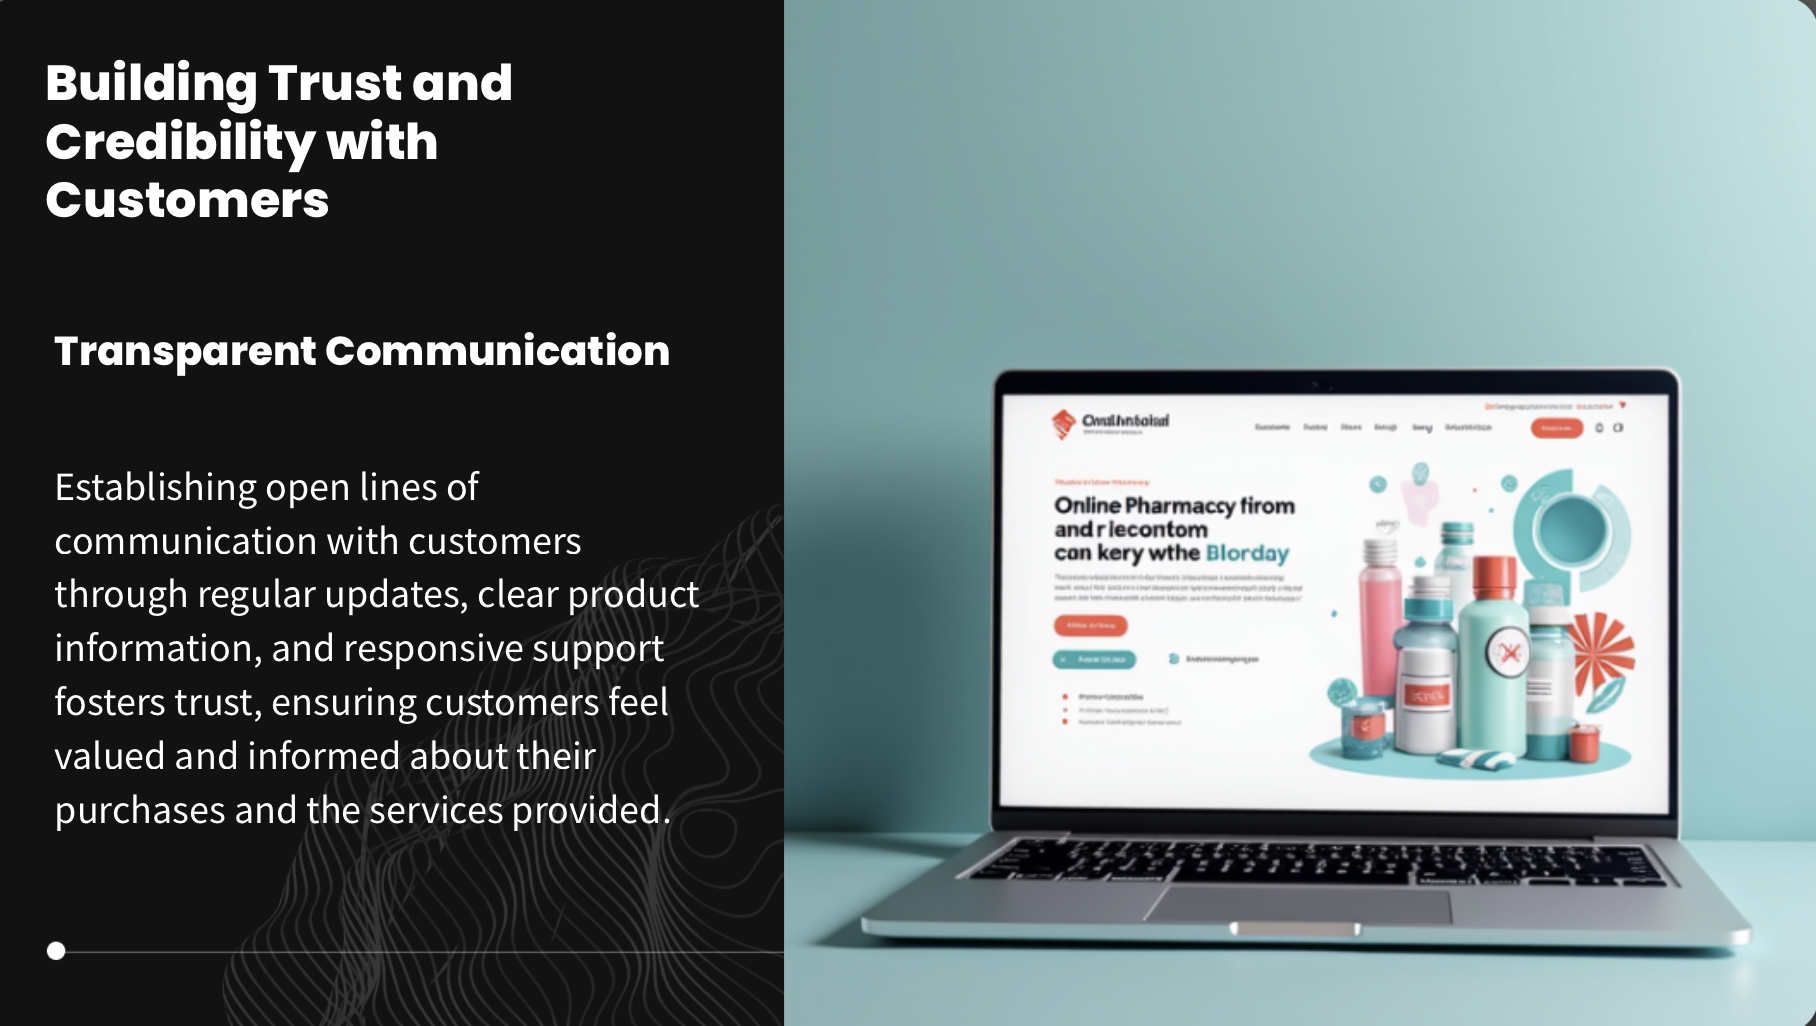 Building Trust and
Credibility with
Customers
Transparent Communication
Establishing open lines of
communication with customers
through regular updates, clear product
information, and responsive support
fosters trust, ensuring customers feel
valued and informed about their
purchases and the services provided.
Online Pharmaccy firom
and r lecontom
can kery wthe Blorday